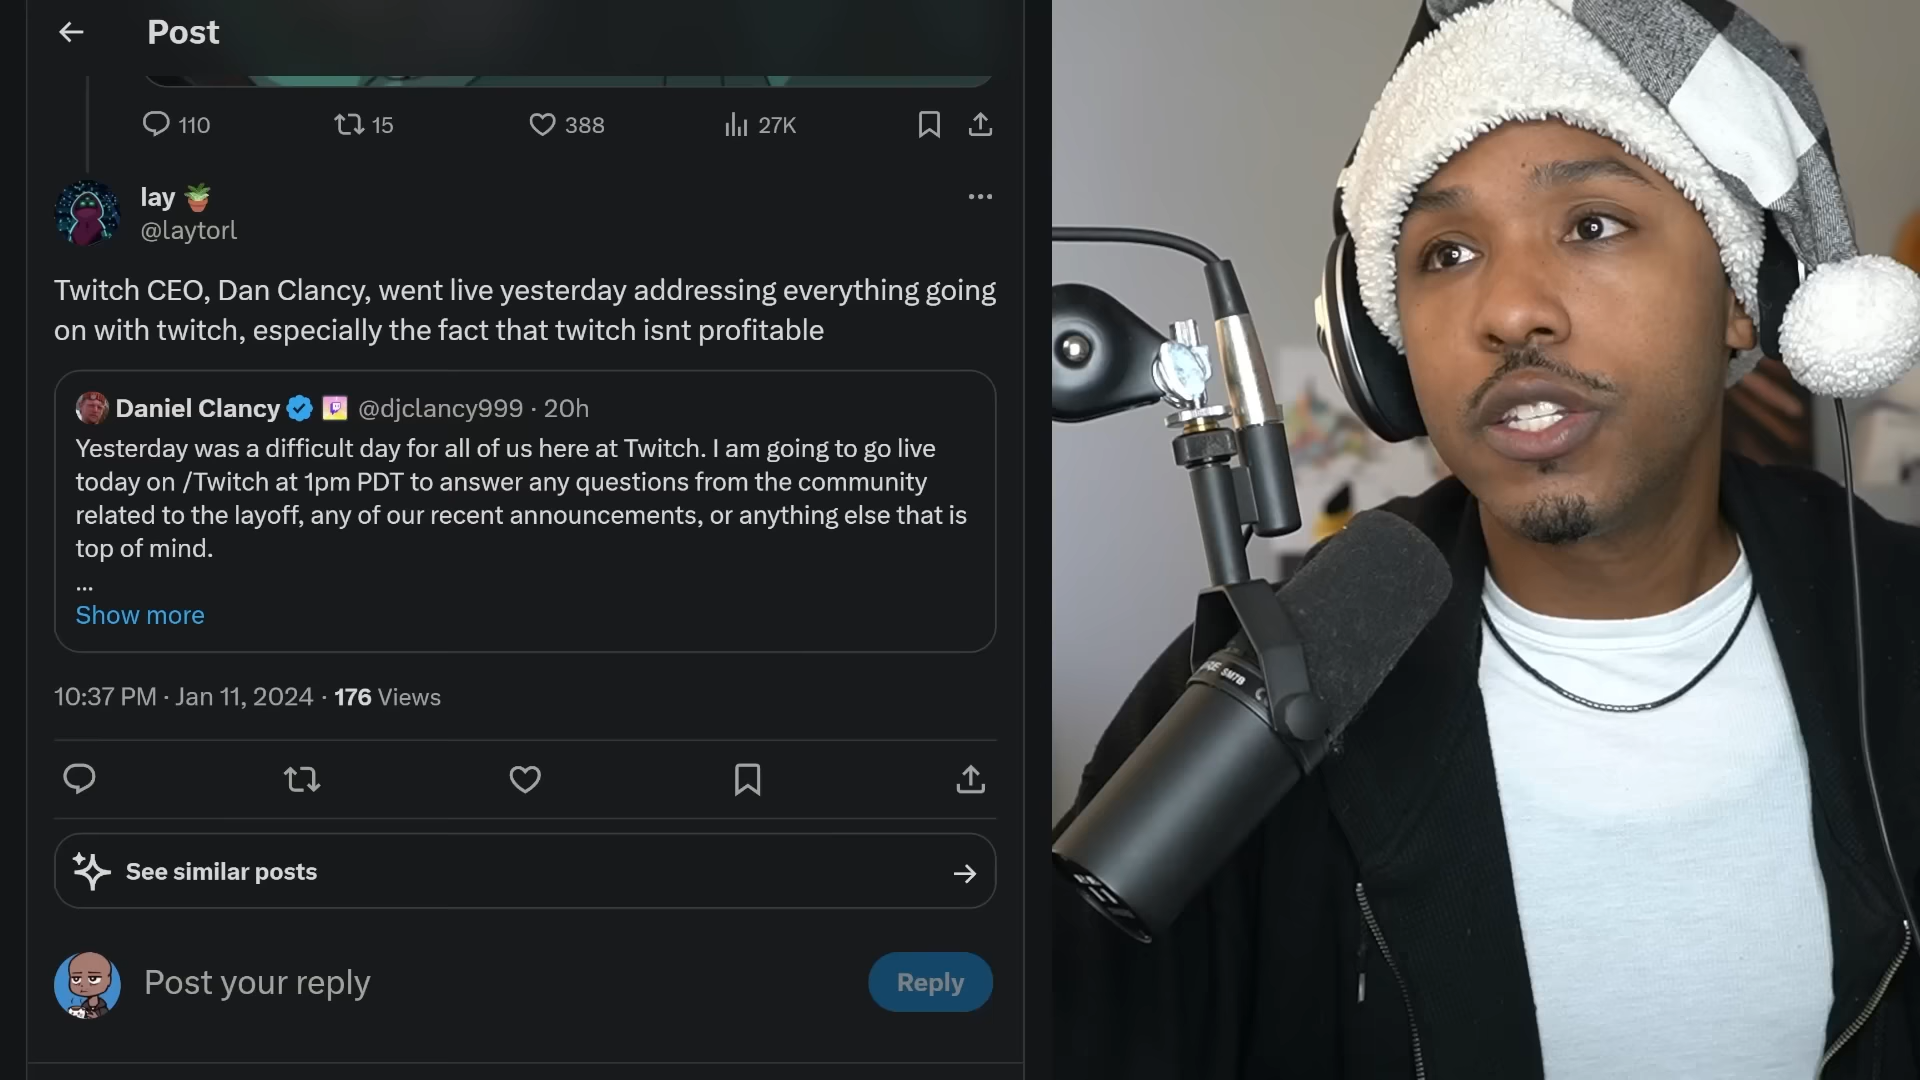 Post
110 15 388 27K
lay
@laytorl
Twitch CEO, Dan Clancy, went live yesterday addressing everything going
on with twitch, especially the fact that twitch isnt profitable
Daniel Clancy @djclancy999 · 20h
Yesterday was a difficult day for all of us here at Twitch. I am going to go live
today on /Twitch at 1pm PDT to answer any questions from the community
related to the layoff, any of our recent announcements, or anything else that is
top of mind.
...
Show more
10:37 PM · Jan 11, 2024 · 176 Views
See similar posts
Post your reply
Reply
SM7B